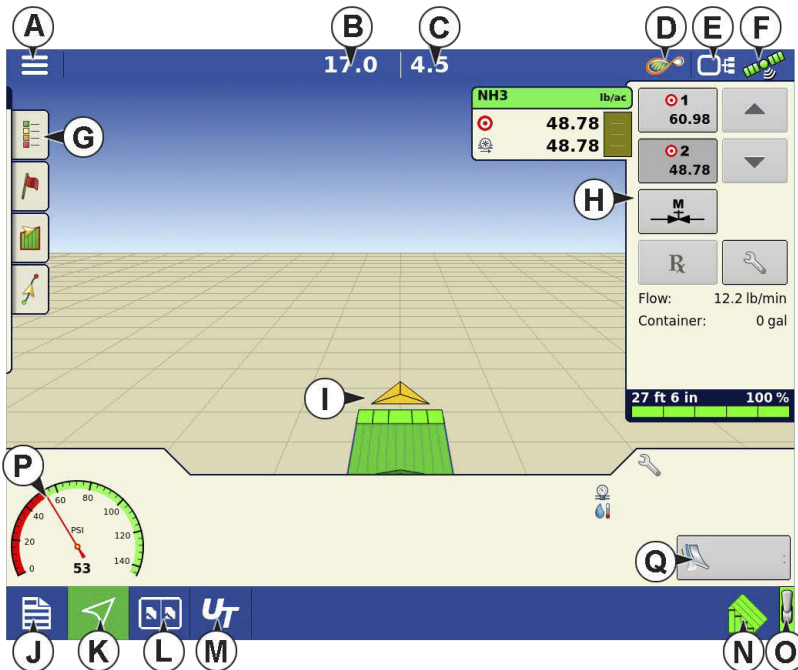 A
B
C
D
E
F
17.0
4.5
NH3 lb/ac
48.78
48.78
1
60.98
2
48.78
G
H
M
Rx
Flow: 12.2 lb/min
Container: 0 gal
I
27 ft 6 in 100 %
P
0
20
40
60
80
100
120
140
PSI
53
Q
UT
J
K
L
M
N
O